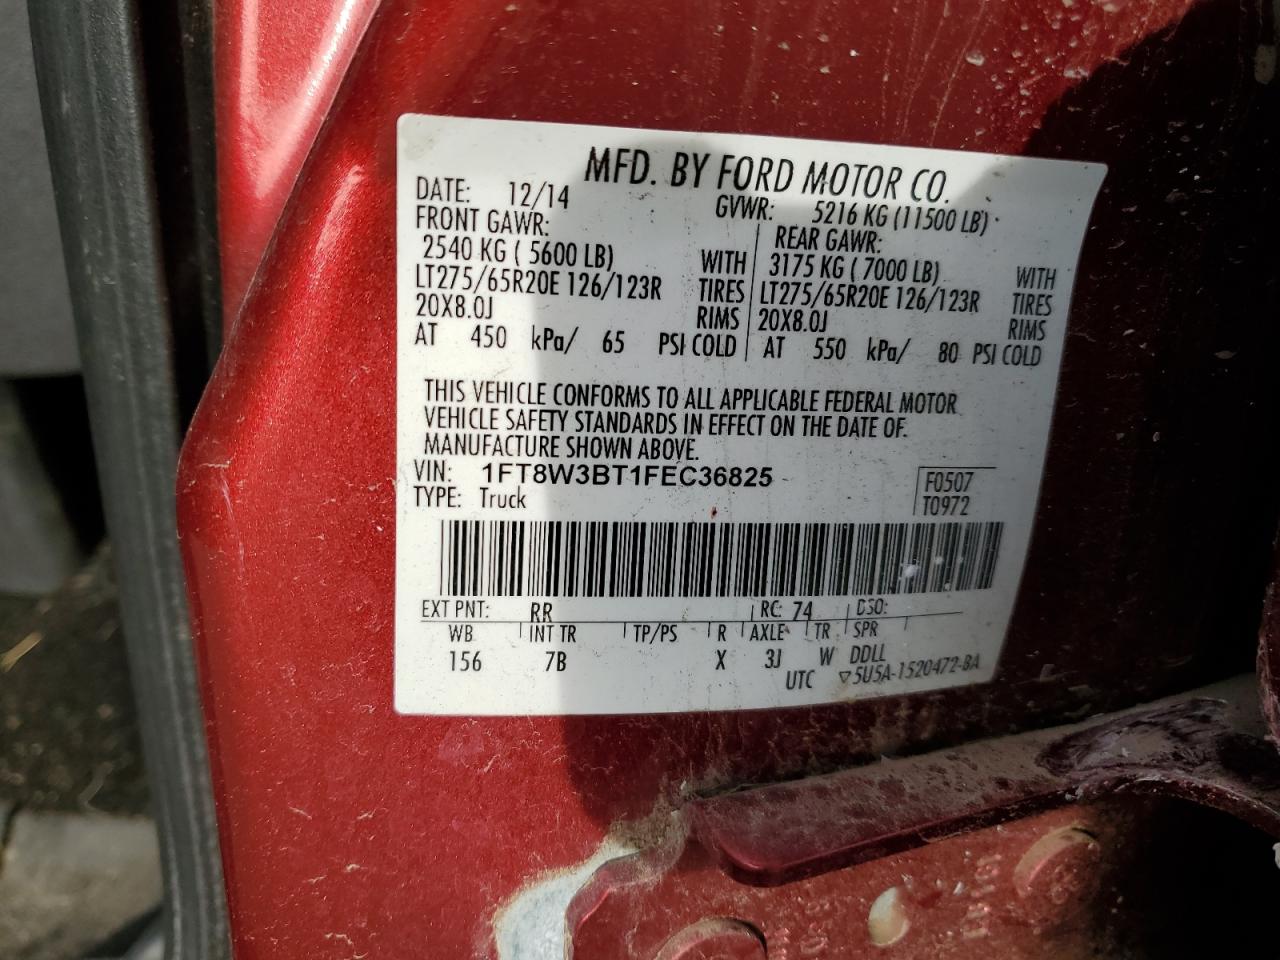 MFD. BY FORD MOTOR CO.
DATE: 12/14 GVWR: 5216 KG (11500 LB)
FRONT GAWR: REAR GAWR:
2540 KG ( 5600 LB) WITH 3175 KG ( 7000 LB) WITH
LT275/65R20E 126/123R TIRES LT275/65R20E 126/123R TIRES
20X8.0J RIMS 20X8.0J RIMS
AT 450 kPa/ 65 PSI COLD AT 550 kPa/ 80 PSI COLD
THIS VEHICLE CONFORMS TO ALL APPLICABLE FEDERAL MOTOR
VEHICLE SAFETY STANDARDS IN EFFECT ON THE DATE OF
MANUFACTURE SHOWN ABOVE.
VIN: 1FT8W3BT1FEC36825 F0507
TYPE: Truck T0972
EXT PNT: RR RC: 74 DSO:
WB INT TR TP/PS R AXLE TR SPR
156 7B X 3J W DDLL
UTC ▽5U5A-1520472-BA